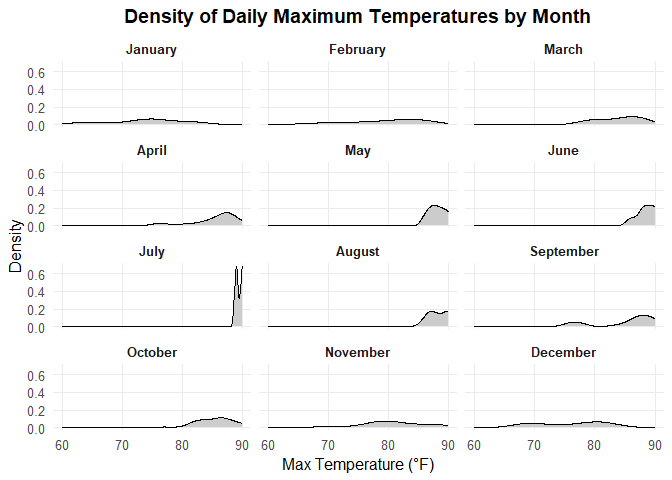 Density of Daily Maximum Temperatures by Month
January February March
0.6
0.4
0.2
0.0
April May June
0.6
0.4
0.2
0.0
Density
July August September
0.6
0.4
0.2
0.0
October November December
0.6
0.4
0.2
0.0
60 70 80 90 60 70 80 90 60 70 80 90
Max Temperature (°F)